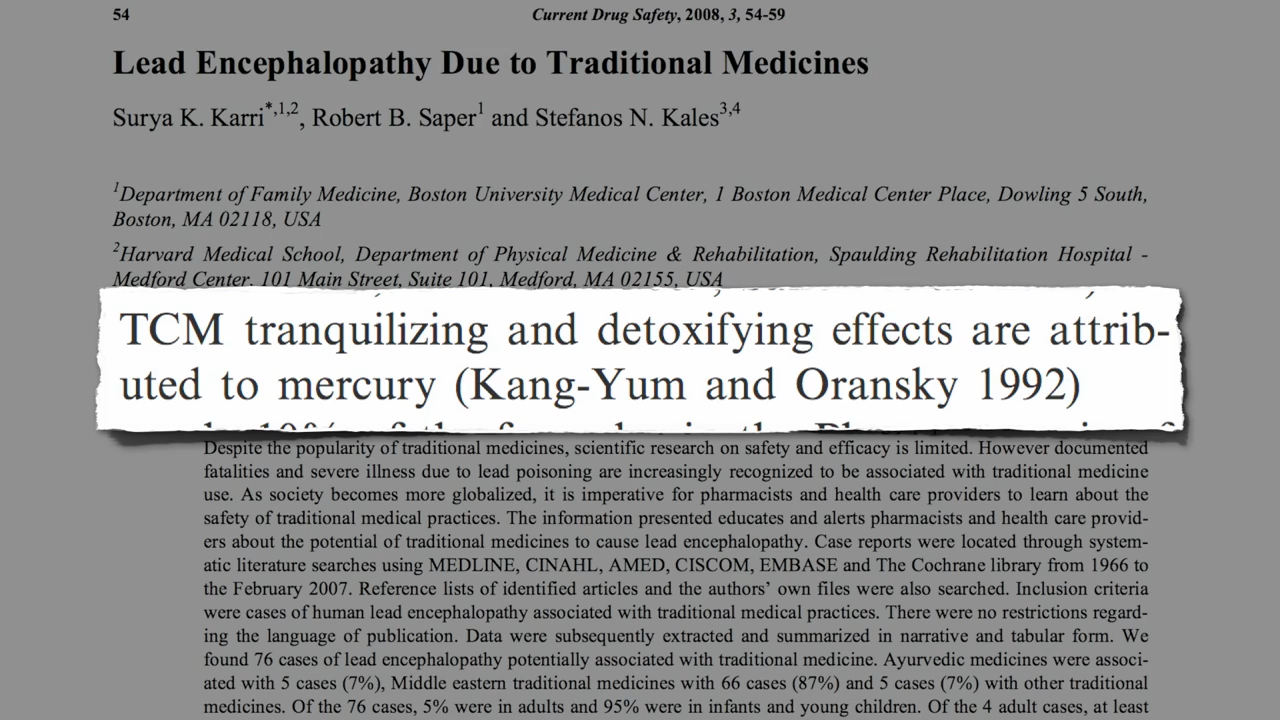 54
Current Drug Safety, 2008, 3, 54-59
Lead Encephalopathy Due to Traditional Medicines
Surya K. Karri*,1,2, Robert B. Saper1 and Stefanos N. Kales3,4
1Department of Family Medicine, Boston University Medical Center, 1 Boston Medical Center Place, Dowling 5 South,
Boston, MA 02118, USA
2Harvard Medical School, Department of Physical Medicine & Rehabilitation, Spaulding Rehabilitation Hospital -
Medford Center, 101 Main Street, Suite 101, Medford, MA 02155, USA
TCM tranquilizing and detoxifying effects are attrib-
uted to mercury (Kang-Yum and Oransky 1992)
Despite the popularity of traditional medicines, scientific research on safety and efficacy is limited. However documented
fatalities and severe illness due to lead poisoning are increasingly recognized to be associated with traditional medicine
use. As society becomes more globalized, it is imperative for pharmacists and health care providers to learn about the
safety of traditional medical practices. The information presented educates and alerts pharmacists and health care provid-
ers about the potential of traditional medicines to cause lead encephalopathy. Case reports were located through system-
atic literature searches using MEDLINE, CINAHL, AMED, CISCOM, EMBASE and The Cochrane library from 1966 to
the February 2007. Reference lists of identified articles and the authors' own files were also searched. Inclusion criteria
were cases of human lead encephalopathy associated with traditional medical practices. There were no restrictions regard-
ing the language of publication. Data were subsequently extracted and summarized in narrative and tabular form. We
found 76 cases of lead encephalopathy potentially associated with traditional medicine. Ayurvedic medicines were associ-
ated with 5 cases (7%), Middle eastern traditional medicines with 66 cases (87%) and 5 cases (7%) with other traditional
medicines. Of the 76 cases, 5% were in adults and 95% were in infants and young children. Of the 4 adult cases, at least